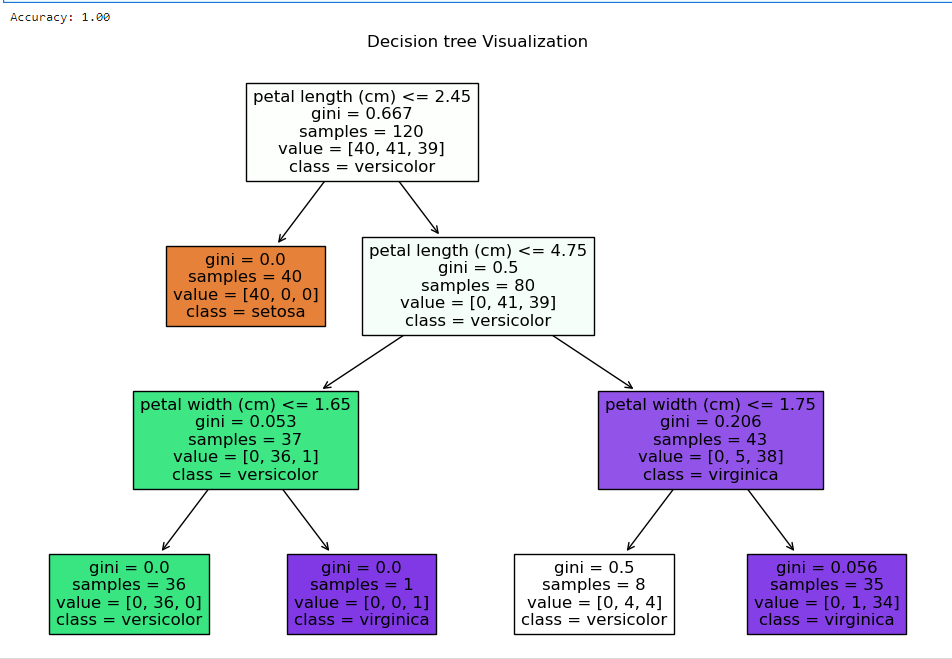 Accuracy: 1.00
Decision tree Visualization
petal length (cm) <= 2.45
gini = 0.667
samples = 120
value = [40, 41, 39]
class = versicolor
gini = 0.0
samples = 40
value = [40, 0, 0]
class = setosa
petal length (cm) <= 4.75
gini = 0.5
samples = 80
value = [0, 41, 39]
class = versicolor
petal width (cm) <= 1.65
gini = 0.053
samples = 37
value = [0, 36, 1]
class = versicolor
petal width (cm) <= 1.75
gini = 0.206
samples = 43
value = [0, 5, 38]
class = virginica
gini = 0.0
samples = 36
value = [0, 36, 0]
class = versicolor
gini = 0.0
samples = 1
value = [0, 0, 1]
class = virginica
gini = 0.5
samples = 8
value = [0, 4, 4]
class = versicolor
gini = 0.056
samples = 35
value = [0, 1, 34]
class = virginica